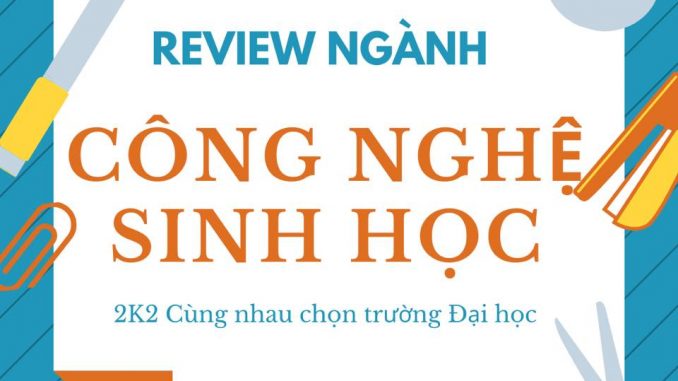 REVIEW NGÀNH
CÔNG NGHỆ
SINH HỌC
2K2 Cùng nhau chọn trường Đại học